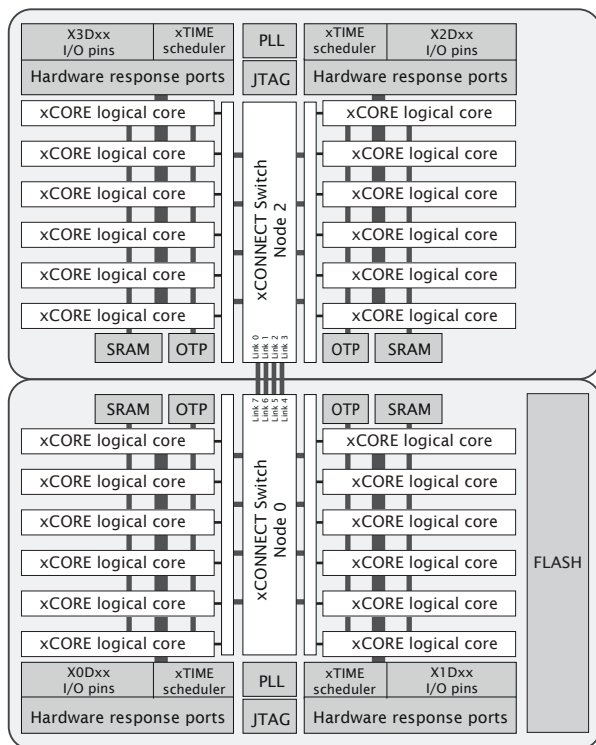 X3Dxx
I/O pins
xTIME
scheduler
PLL
xTIME
scheduler
X2Dxx
I/O pins
Hardware response ports
JTAG
Hardware response ports
xCORE logical core
xCORE logical core
xCORE logical core
xCORE logical core
xCORE logical core
xCORE logical core
xCORE logical core
xCORE logical core
xCORE logical core
xCORE logical core
xCORE logical core
xCORE logical core
xCONNECT Switch
Node 2
Link 0
Link 1
Link 2
Link 3
SRAM
OTP
OTP
SRAM
SRAM
OTP
Link 7
Link 6
Link 5
Link 4
OTP
SRAM
xCORE logical core
xCORE logical core
xCORE logical core
xCORE logical core
xCORE logical core
xCORE logical core
xCORE logical core
xCORE logical core
xCORE logical core
xCORE logical core
xCORE logical core
xCORE logical core
xCONNECT Switch
Node 0
FLASH
X0Dxx
I/O pins
xTIME
scheduler
PLL
xTIME
scheduler
X1Dxx
I/O pins
Hardware response ports
JTAG
Hardware response ports